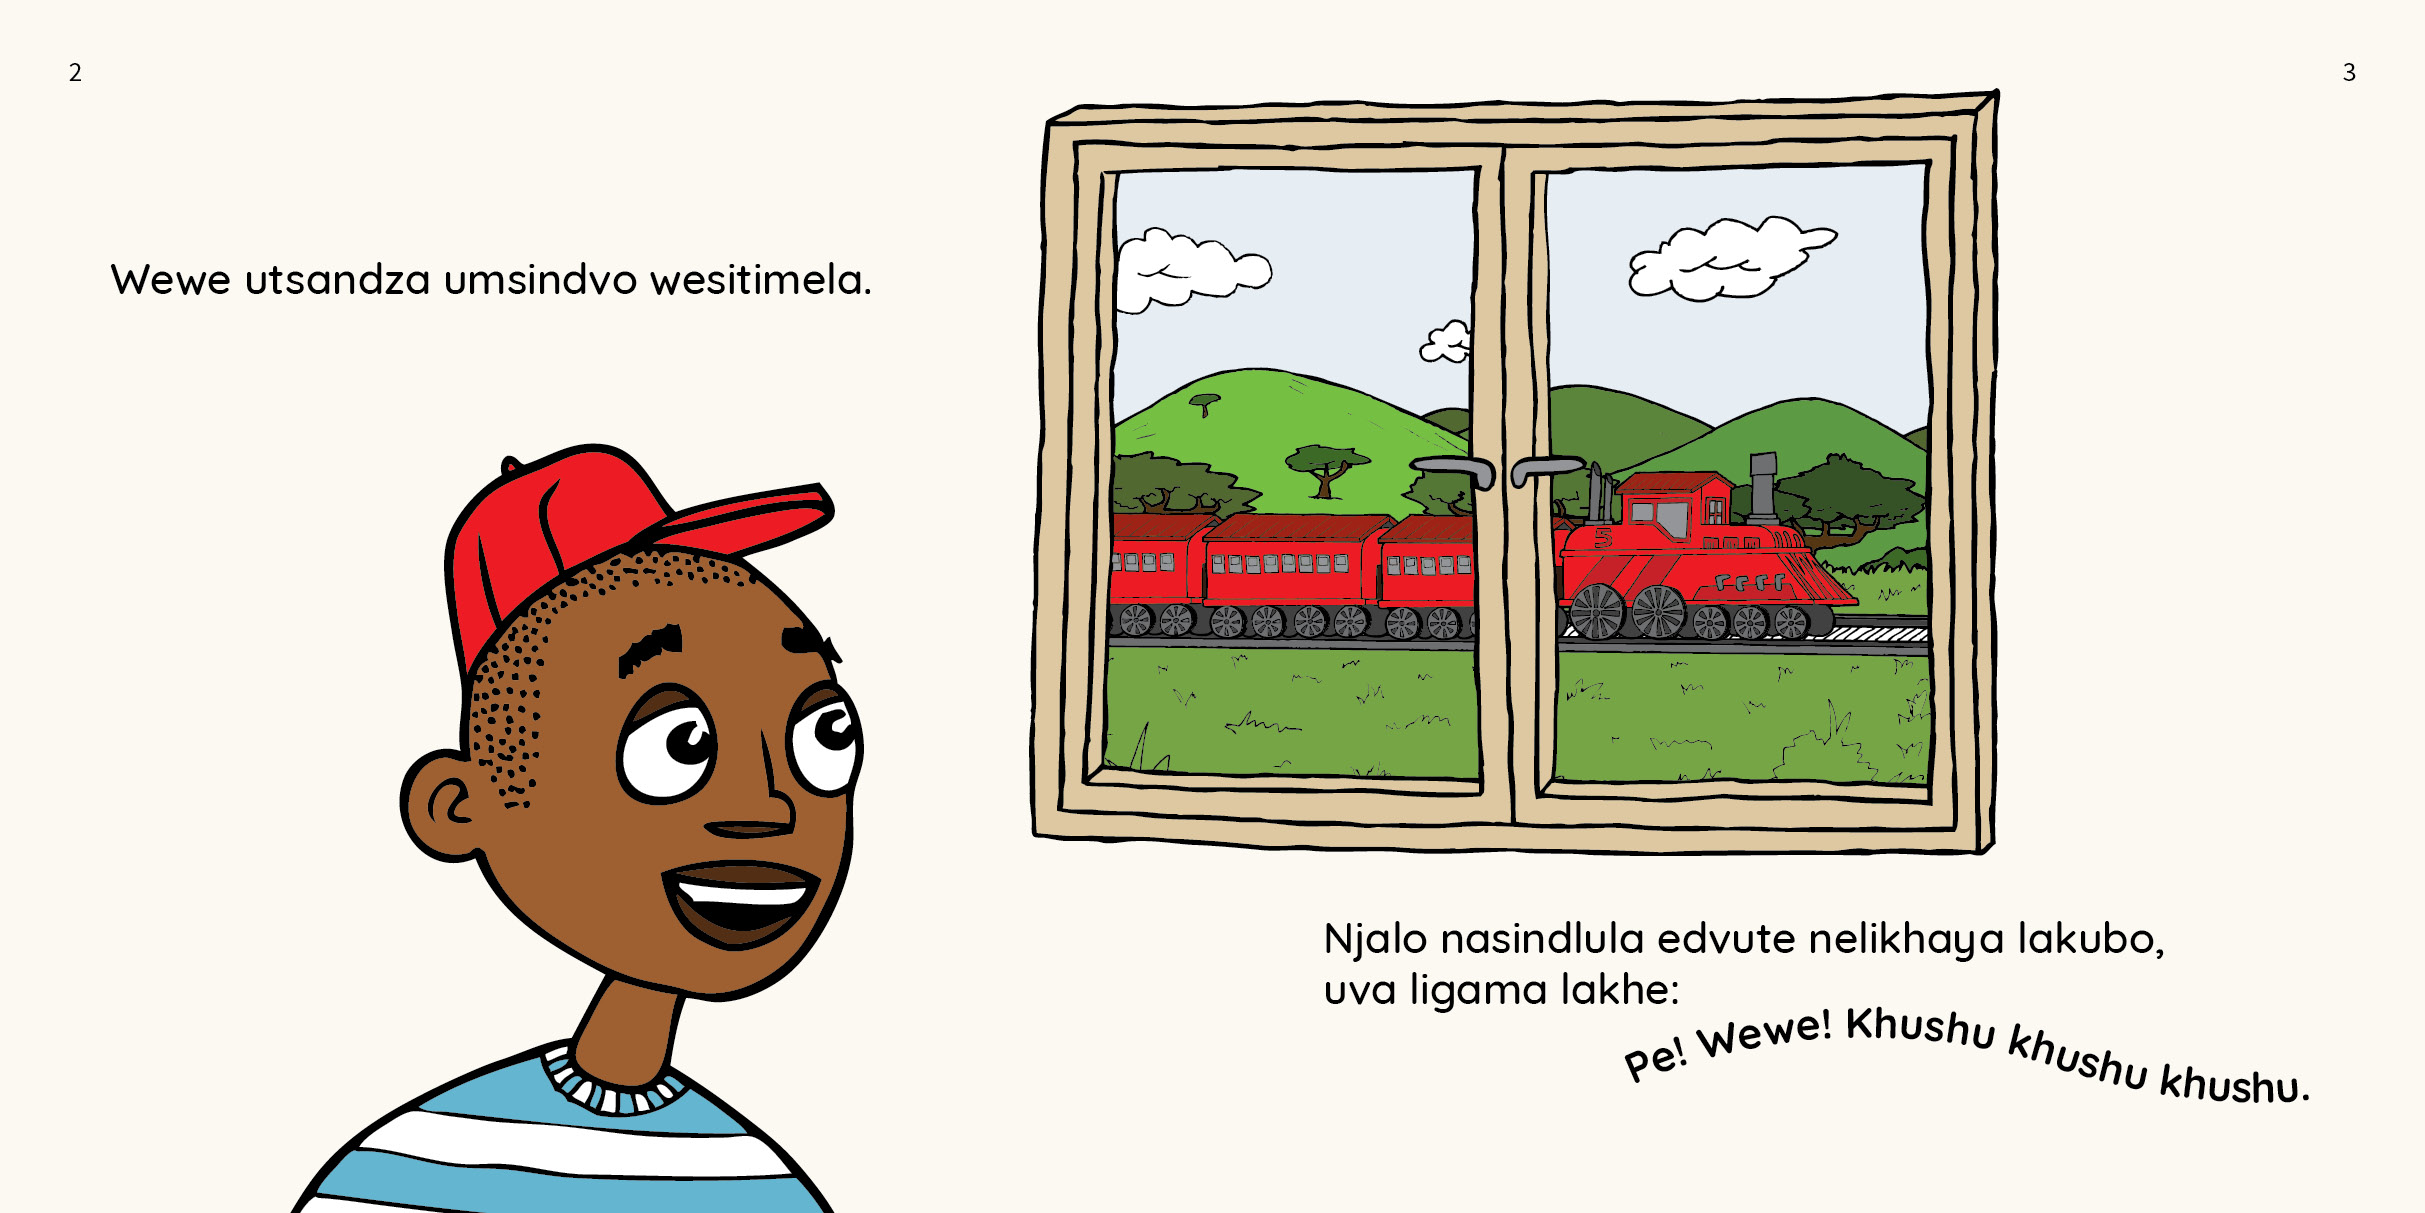 2
Wewe utsandza umsindvo wesitimela.
3
Njalo nasindlula edvute nelikhaya lakubo,
uva ligama lakhe:
Pe! Wewe! Khushu khushu khushu.
5